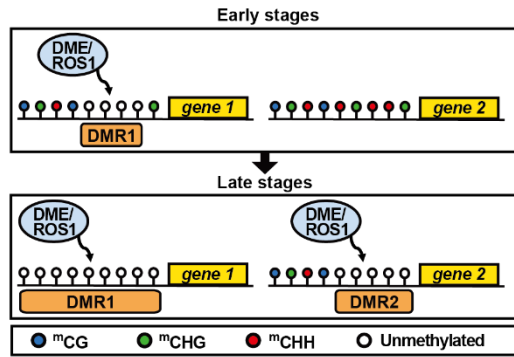 Early stages
DME/
ROS1
gene 1
gene 2
DMR1
Late stages
DME/
ROS1
DME/
ROS1
gene 1
gene 2
DMR1
DMR2
mCG
mCHG
mCHH
Unmethylated